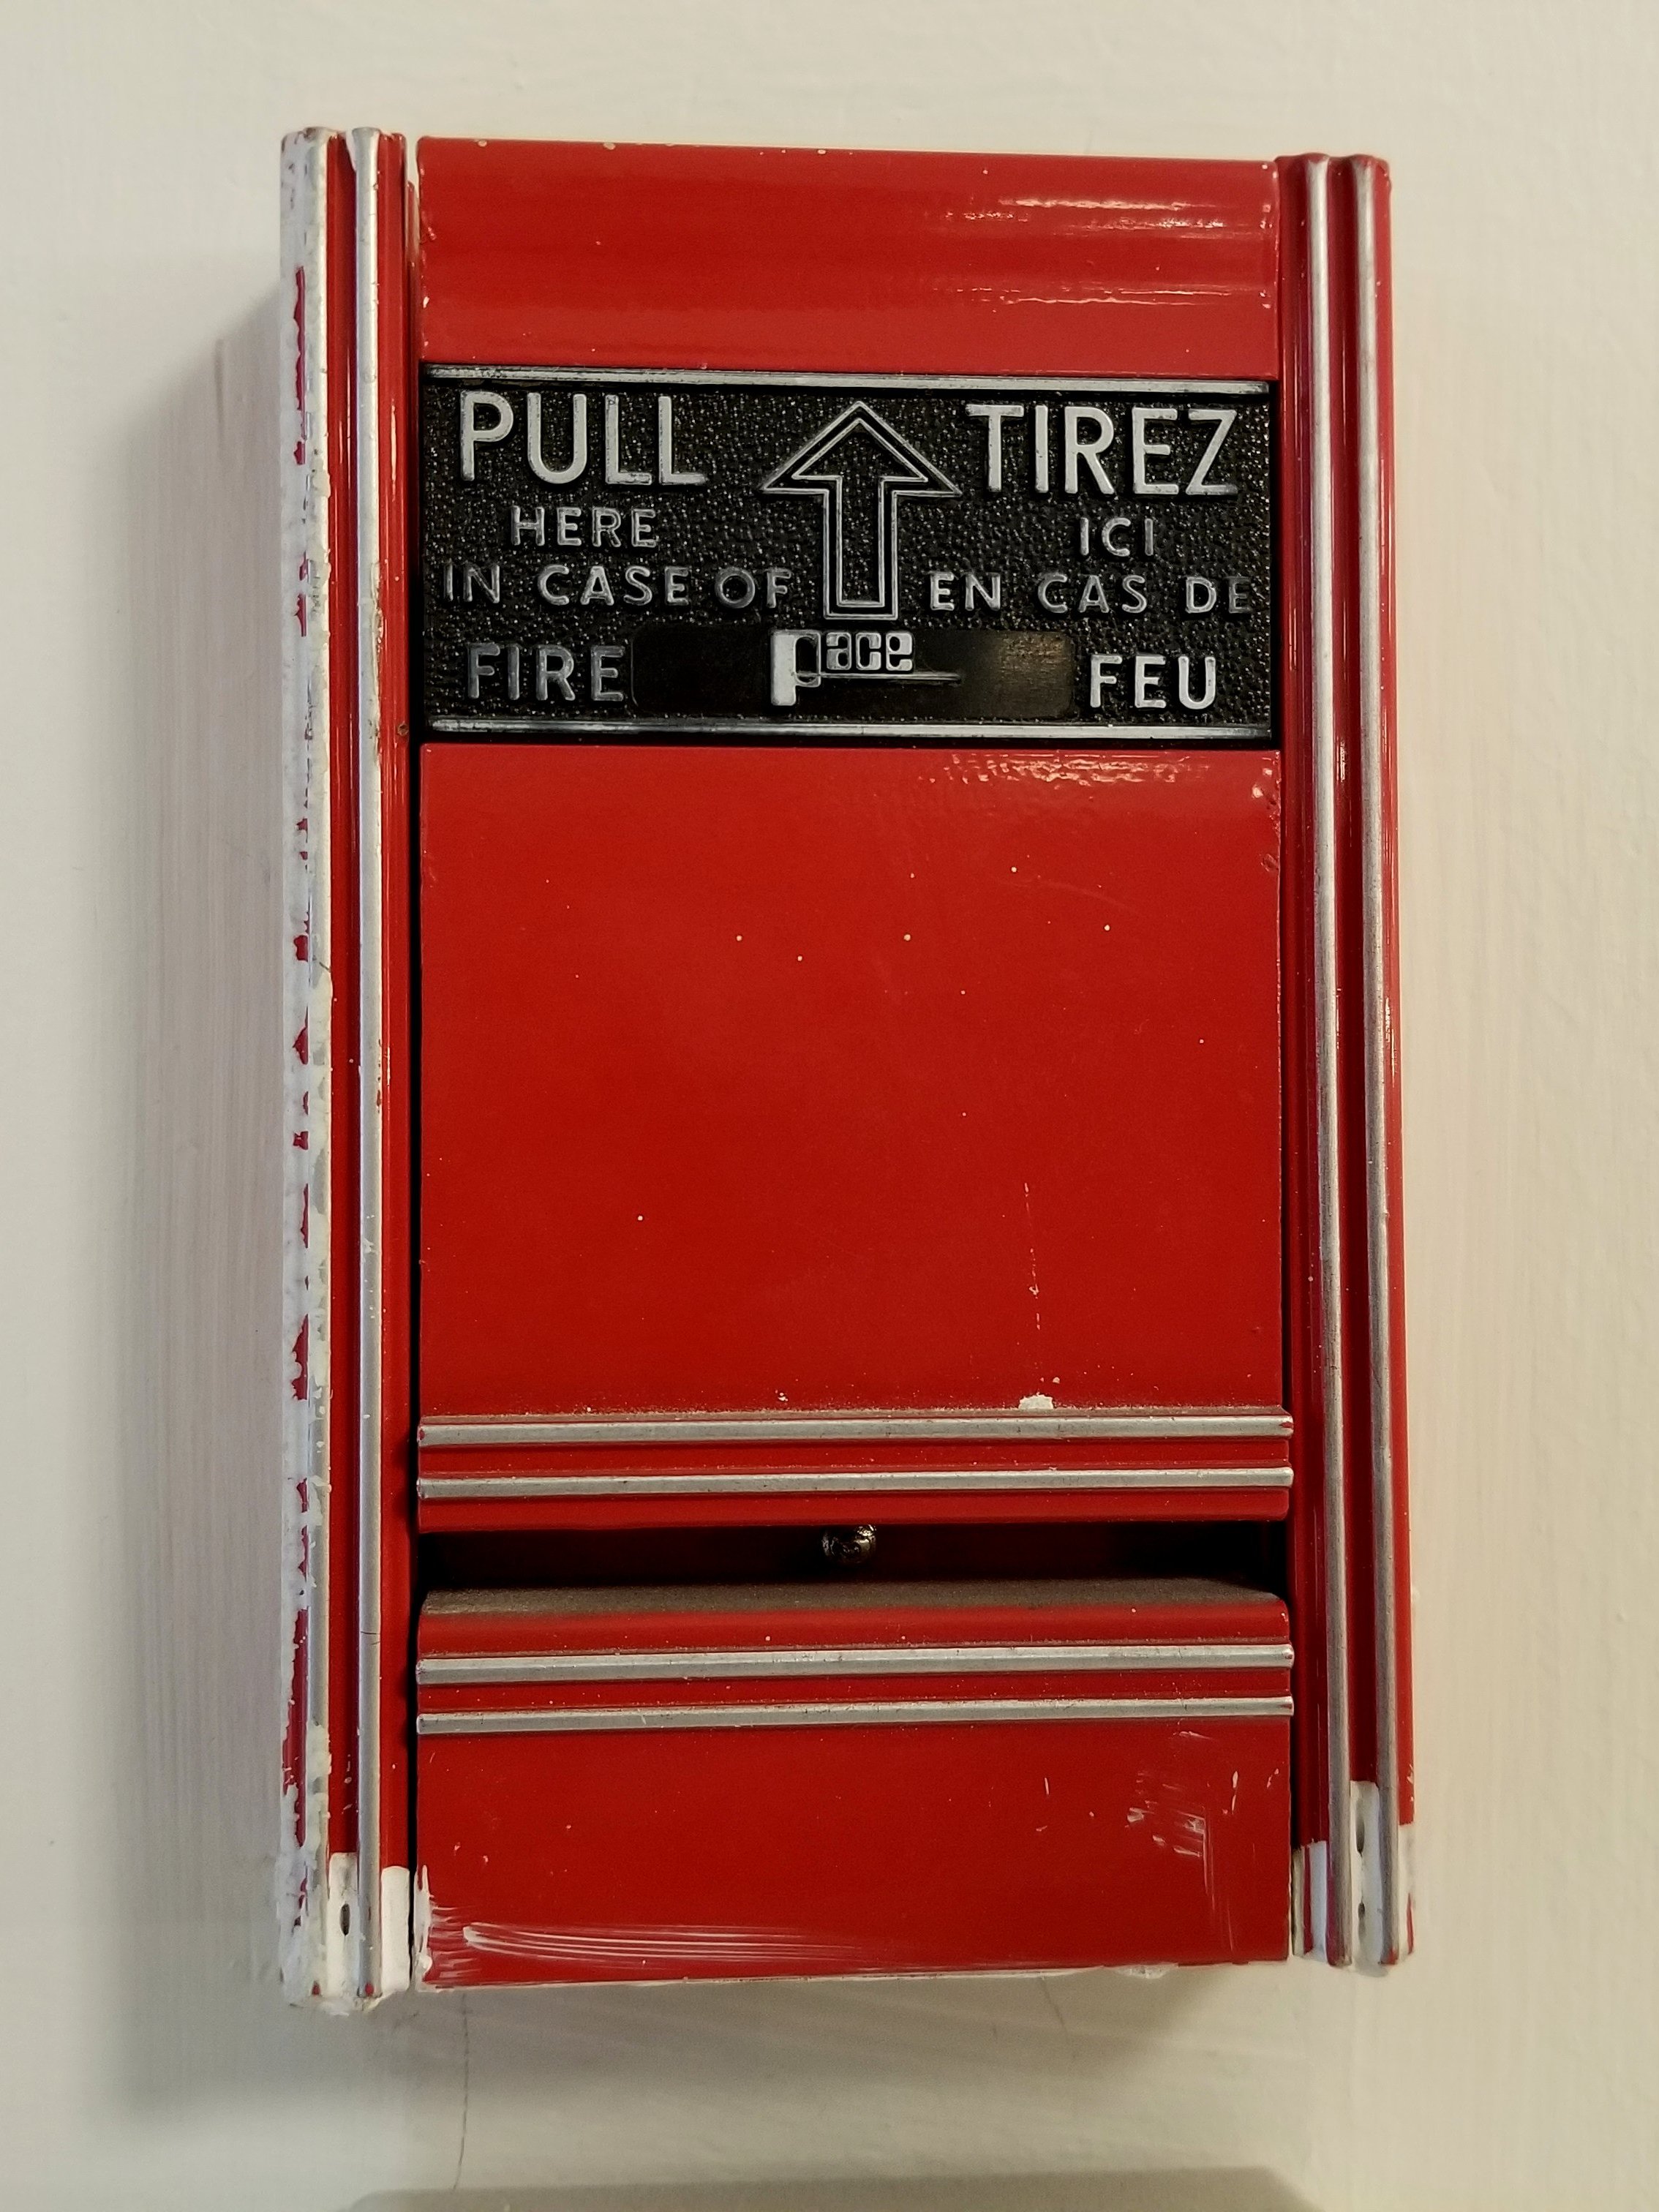 PULL TIREZ
HERE ICI
IN CASE OF EN CAS DE
FIRE Pace FEU